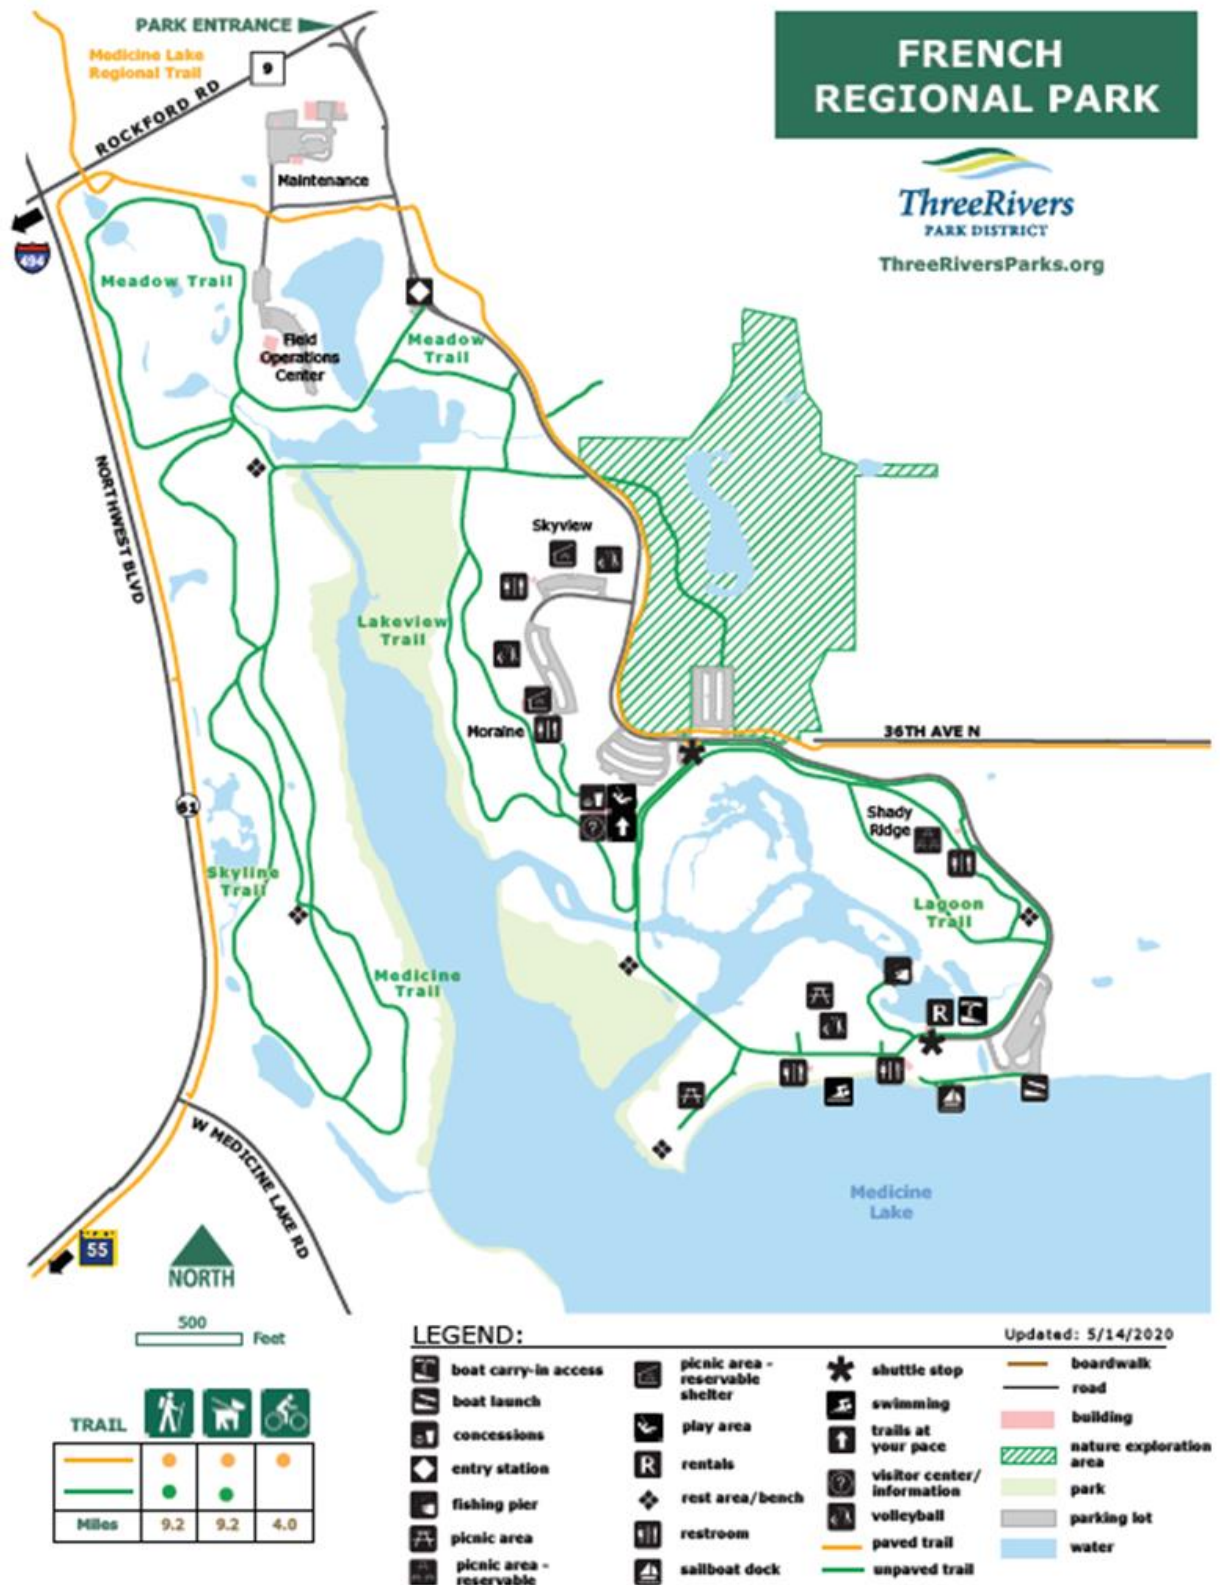 PARK ENTRANCE
Medicine Lake
Regional Trail
9
ROCKFORD RD
FRENCH
REGIONAL PARK
ThreeRivers
PARK DISTRICT
ThreeRiversParks.org
Maintenance
494
Meadow Trail
Field
Operations
Center
Meadow
Trail
NORTHWEST BLVD
Skyview
Lakeview
Trail
Moraine
36TH AVE N
61
Shady
Ridge
Skyline
Trail
Lagoon
Trail
Medicine
Trail
R
W MEDICINE LAKE RD
Medicine
Lake
55
NORTH
500
Feet
TRAIL
Miles 9.2 9.2 4.0
LEGEND:
Updated: 5/14/2020
boat carry-in access
boat launch
concessions
entry station
fishing pier
picnic area
picnic area -
reservable
picnic area -
reservable
shelter
play area
R rentals
rest area/bench
restroom
sailboat dock
shuttle stop
swimming
trails at
your pace
? visitor center/
information
volleyball
paved trail
unpaved trail
boardwalk
road
building
nature exploration
area
park
parking lot
water